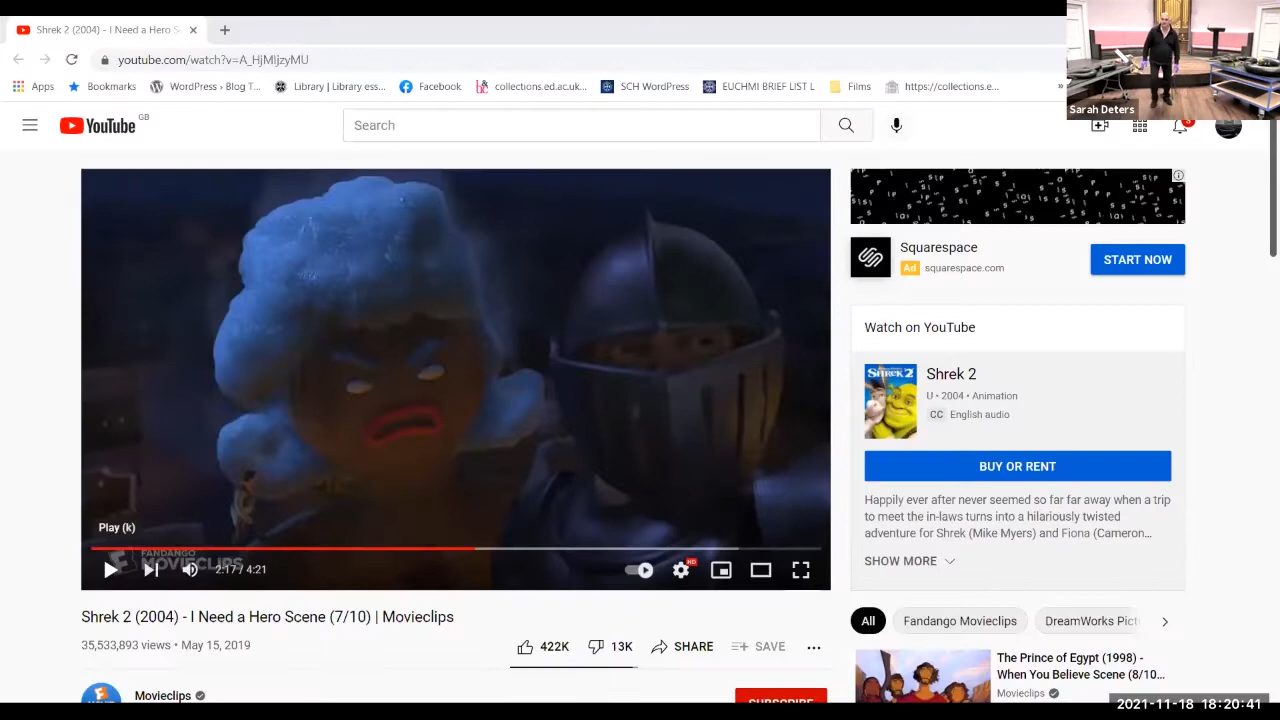 Shrek 2 (2004) - I Need a Hero S
youtube.com/watch?v=A_HjMIjzyMU
Apps
Bookmarks
WordPress › Blog T...
Library | Library ess...
Facebook
collections.ed.ac.uk...
SCH WordPress
EUCHMI BRIEF LIST L
Films
https://collections.e...
»
Sarah Deters
YouTube GB
Search
Squarespace
Ad squarespace.com
START NOW
Watch on YouTube
SHREK 2
Shrek 2
U • 2004 • Animation
CC English audio
BUY OR RENT
Happily ever after never seemed so far far away when a trip
to meet the in-laws turns into a hilariously twisted
adventure for Shrek (Mike Myers) and Fiona (Cameron...
SHOW MORE
Play (k)
FANDANGO
MOVIECLIPS
2:17 / 4:21
HD
Shrek 2 (2004) - I Need a Hero Scene (7/10) | Movieclips
35,533,893 views • May 15, 2019
422K
13K
SHARE
SAVE
Movieclips
SUBSCRIBE
All
Fandango Movieclips
DreamWorks Pict
The Prince of Egypt (1998) -
When You Believe Scene (8/10...
Movieclips
2021-11-18 18:20:41